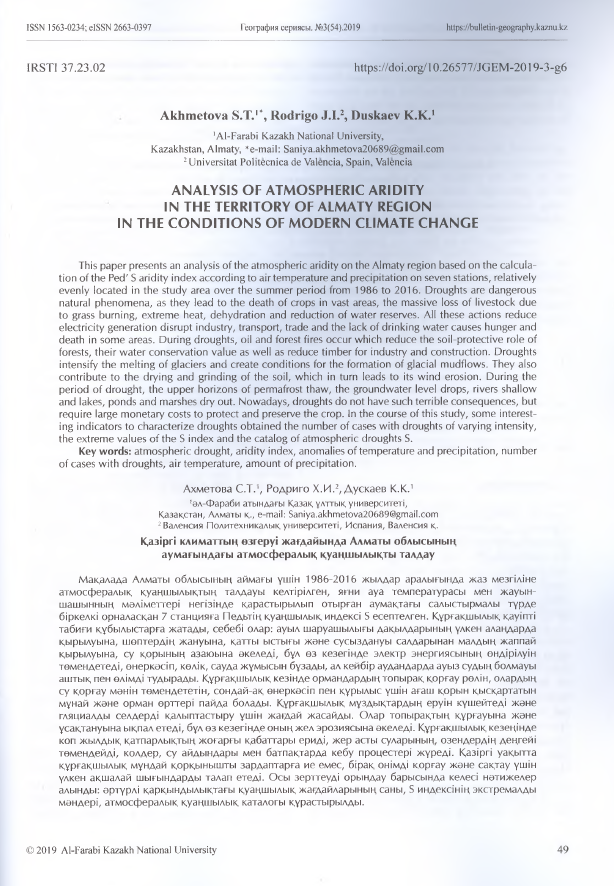 ISSN 1563-0234; eISSN 2663-0397 География сериясы. №3(54).2019 https://bulletin-geography.kaznu.kz
IRSTI 37.23.02 https://doi.org/10.26577/JGEM-2019-3-g6
Akhmetova S.T.¹*, Rodrigo J.I.², Duskaev K.K.¹
¹Al-Farabi Kazakh National University,
Kazakhstan, Almaty, *e-mail: Saniya.akhmetova20689@gmail.com
² Universitat Politècnica de València, Spain, València
ANALYSIS OF ATMOSPHERIC ARIDITY
IN THE TERRITORY OF ALMATY REGION
IN THE CONDITIONS OF MODERN CLIMATE CHANGE
This paper presents an analysis of the atmospheric aridity on the Almaty region based on the calcula-
tion of the Ped’ S aridity index according to air temperature and precipitation on seven stations, relatively
evenly located in the study area over the summer period from 1986 to 2016. Droughts are dangerous
natural phenomena, as they lead to the death of crops in vast areas, the massive loss of livestock due
to grass burning, extreme heat, dehydration and reduction of water reserves. All these actions reduce
electricity generation disrupt industry, transport, trade and the lack of drinking water causes hunger and
death in some areas. During droughts, oil and forest fires occur which reduce the soil-protective role of
forests, their water conservation value as well as reduce timber for industry and construction. Droughts
intensify the melting of glaciers and create conditions for the formation of glacial mudflows. They also
contribute to the drying and grinding of the soil, which in turn leads to its wind erosion. During the
period of drought, the upper horizons of permafrost thaw, the groundwater level drops, rivers shallow
and lakes, ponds and marshes dry out. Nowadays, droughts do not have such terrible consequences, but
require large monetary costs to protect and preserve the crop. In the course of this study, some interest-
ing indicators to characterize droughts obtained the number of cases with droughts of varying intensity,
the extreme values of the S index and the catalog of atmospheric droughts S.
Key words: atmospheric drought, aridity index, anomalies of temperature and precipitation, number
of cases with droughts, air temperature, amount of precipitation.
Ахметова С.Т.¹, Родриго Х.И.², Дускаев К.К.¹
¹әл-Фараби атындағы Қазақ ұлттық университеті,
Қазақстан, Алматы қ., e-mail: Saniya.akhmetova20689@gmail.com
² Валенсия Политехникалық университеті, Испания, Валенсия қ.
Қазіргі климаттың өзгеруі жағдайында Алматы облысының
аумағындағы атмосфералық қуаңшылықты талдау
Мақалада Алматы облысының аймағы үшін 1986-2016 жылдар аралығында жаз мезгіліне
атмосфералық қуаңшылықтың талдауы келтірілген, яғни ауа температурасы мен жауын-
шашынның мәліметтері негізінде қарастырылып отырған аумақтағы салыстырмалы түрде
біркелкі орналасқан 7 станцияға Педьтің қуаңшылық индексі S есептелген. Құрғақшылық қауіпті
табиғи құбылыстарға жатады, себебі олар: ауыл шаруашылығы дақылдарының үлкен алаңдарда
қырылуына, шөптердің жануына, қатты ыстығы және сусыздануы салдарынан малдың жаппай
қырылуына, су қорының азаюына әкеледі, бұл өз кезегінде электр энергиясының өндірілуін
төмендетеді, өнеркәсіп, көлік, сауда жұмысын бұзады, ал кейбір аудандарда ауыз судың болмауы
аштық пен өлімді тудырады. Құрғақшылық кезінде ормандардың топырақ қорғау рөлін, олардың
су қорғау мәнін төмендететін, сондай-ақ өнеркәсіп пен құрылыс үшін ағаш қорын қысқартатын
мұнай және орман өрттері пайда болады. Құрғақшылық мұздықтардың еруін күшейтеді және
гляциалды селдерді қалыптастыру үшін жағдай жасайды. Олар топырақтың құрғауына және
ұсақтануына ықпал етеді, бұл өз кезегінде оның жел эрозиясына әкеледі. Құрғақшылық кезеңінде
көп жылдық қатпарлықтың жоғарғы қабаттары ериді, жер асты суларының, өзендердің деңгейі
төмендейді, көлдер, су айдындары мен батпақтарда кебу процестері жүреді. Қазіргі уақытта
құрғақшылық мұндай қорқынышты зардаптарға ие емес, бірақ өнімді қорғау және сақтау үшін
үлкен ақшалай шығындарды талап етеді. Осы зерттеуді орындау барысында келесі нәтижелер
алынды: әртүрлі қарқындылықтағы қуаңшылық жағдайларының саны, S индексінің экстремалды
мәндері, атмосфералық қуаңшылық каталогы құрастырылды.
© 2019 Al-Farabi Kazakh National University 49